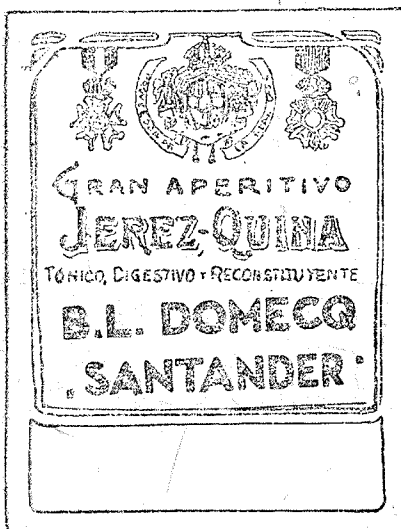 GRAN APERITIVO
JEREZ-QUINA
TÓNICO, DIGESTIVO Y RECONSTITUYENTE
B.L. DOMECQ
SANTANDER